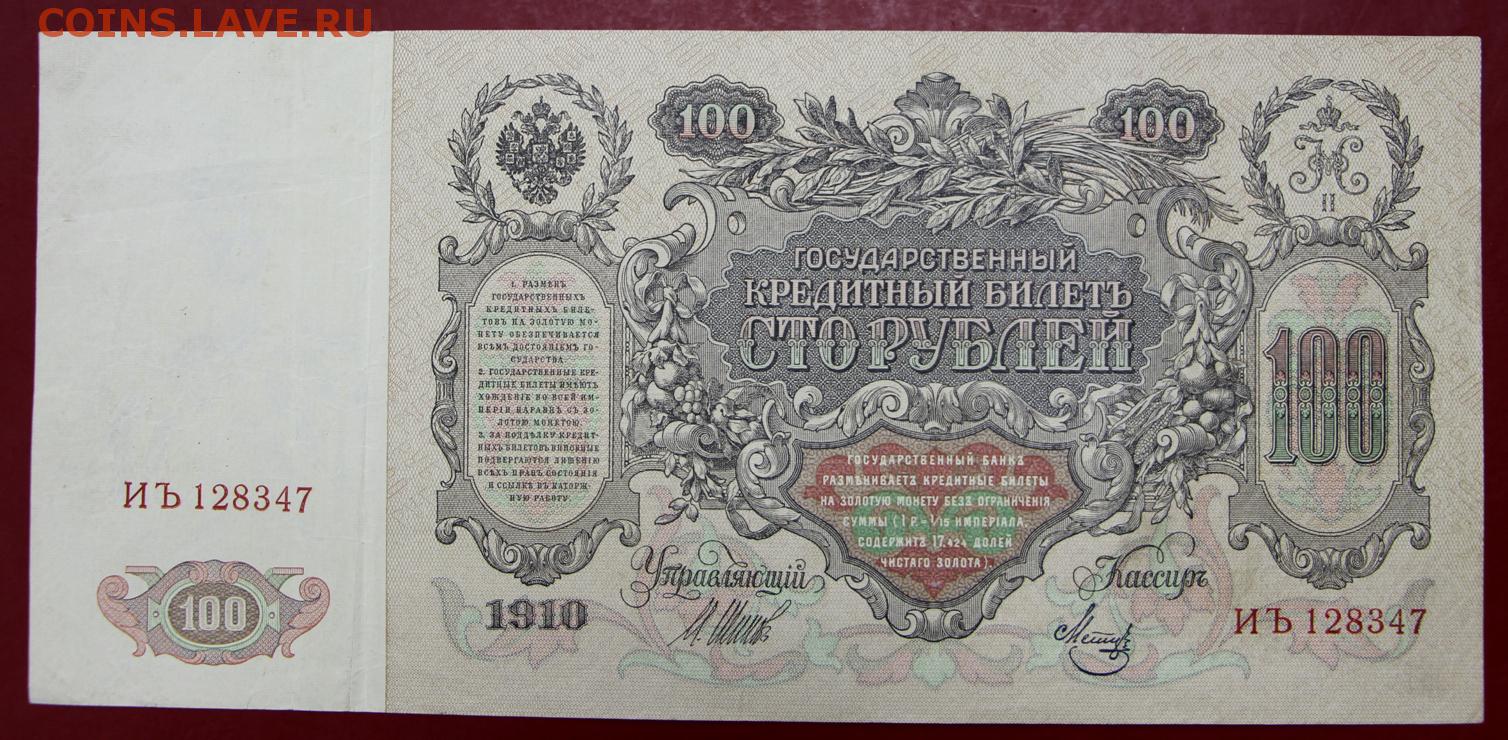 COINS.LAVE.RU
100
100
II
ГОСУДАРСТВЕННЫЙ
КРЕДИТНЫЙ БИЛЕТЪ
СТО РУБЛЕЙ
1. РАЗМѢНЪ
ГОСУДАРСТВЕННЫХЪ
КРЕДИТНЫХЪ БИЛЕ-
ТОВЪ НА ЗОЛОТУЮ МО-
НЕТУ ОБЕЗПЕЧИВАЕТСЯ
ВСѢМЪ ДОСТОЯНІЕМЪ ГО-
СУДАРСТВА.
2. ГОСУДАРСТВЕННЫЕ КРЕ-
ДИТНЫЕ БИЛЕТЫ ИМѢЮТЪ
ХОЖДЕНІЕ ВО ВСЕЙ ИМ-
ПЕРІИ НАРАВНѢ СЪ ЗО-
ЛОТОЮ МОНЕТОЮ.
3. ЗА ПОДДѢЛКУ КРЕДИТ-
НЫХЪ БИЛЕТОВЪ ВИНОВНЫЕ
ПОДВЕРГАЮТСЯ ЛИШЕНІЮ
ВСѢХЪ ПРАВЪ СОСТОЯНІЯ
И ССЫЛКѢ ВЪ КАТОРЖ-
НУЮ РАБОТУ.
100
ГОСУДАРСТВЕННЫЙ БАНКЪ
РАЗМѢНИВАЕТЪ КРЕДИТНЫЕ БИЛЕТЫ
НА ЗОЛОТУЮ МОНЕТУ БЕЗЪ ОГРАНИЧЕНІЯ
СУММЫ (1 Р. = 1/15 ИМПЕРІАЛА,
СОДЕРЖИТЪ 17,424 ДОЛЕЙ
ЧИСТАГО ЗОЛОТА).
ИЪ 128347
100
Управляющій
Кассиръ
1910
И. Шиповъ
ИЪ 128347